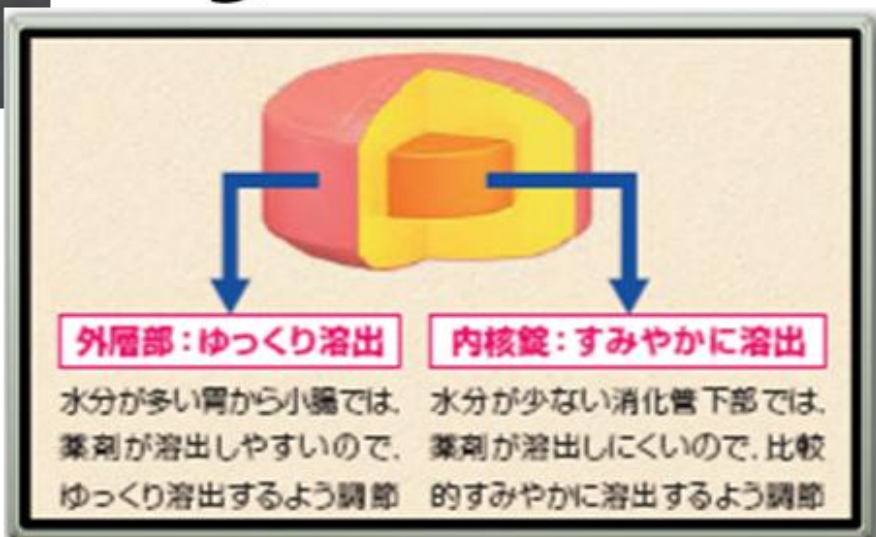 外層部：ゆっくり溶出
水分が多い胃から小腸では、
薬剤が溶出しやすいので、
ゆっくり溶出するよう調節
内核錠：すみやかに溶出
水分が少ない消化管下部では、
薬剤が溶出しにくいので、比較
的すみやかに溶出するよう調節